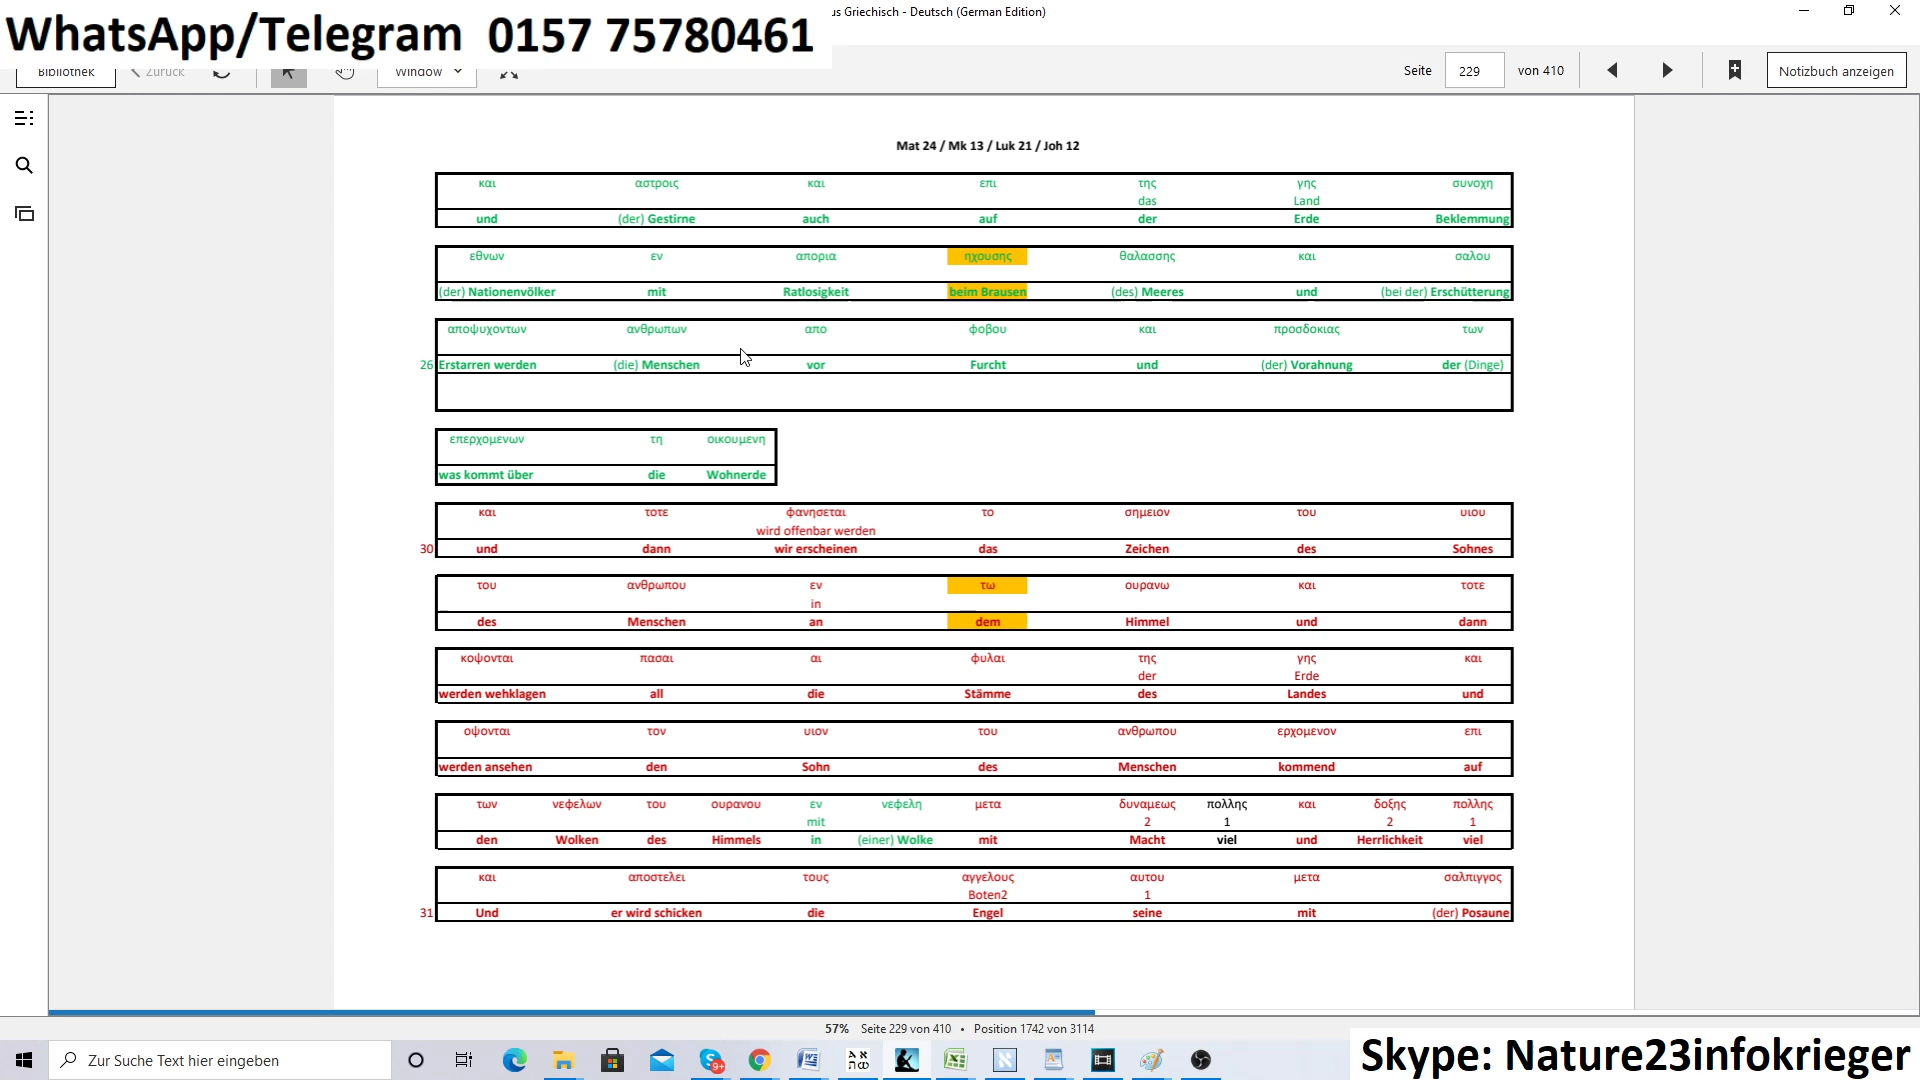 WhatsApp/Telegram 0157 75780461
us Griechisch - Deutsch (German Edition)
Bibliothek Zurück Window Seite 229 von 410 Notizbuch anzeigen
Mat 24 / Mk 13 / Luk 21 / Joh 12
και αστροις και επι της γης συνοχη
das Land
und (der) Gestirne auch auf der Erde Beklemmung
εθνων εν απορια ηχουσης θαλασσης και σαλου
(der) Nationenvölker mit Ratlosigkeit beim Brausen (des) Meeres und (bei der) Erschütterung
αποψυχοντων ανθρωπων απο φοβου και προσδοκιας των
26 Erstarren werden (die) Menschen vor Furcht und (der) Vorahnung der (Dinge)
επερχομενων τη οικουμενη
was kommt über die Wohnerde
και τοτε φανησεται το σημειον του υιου
wird offenbar werden
30 und dann wir erscheinen das Zeichen des Sohnes
του ανθρωπου εν τω ουρανω και τοτε
in
des Menschen an dem Himmel und dann
κοψονται πασαι αι φυλαι της γης και
der Erde
werden wehklagen all die Stämme des Landes und
οψονται τον υιον του ανθρωπου ερχομενον επι
werden ansehen den Sohn des Menschen kommend auf
των νεφελων του ουρανου εν νεφελη μετα δυναμεως πολλης και δοξης πολλης
mit 2 1 2 1
den Wolken des Himmels in (einer) Wolke mit Macht viel und Herrlichkeit viel
και αποστελει τους αγγελους αυτου μετα σαλπιγγος
Boten2 1
31 Und er wird schicken die Engel seine mit (der) Posaune
57% Seite 229 von 410 • Position 1742 von 3114
Zur Suche Text hier eingeben
Skype: Nature23infokrieger